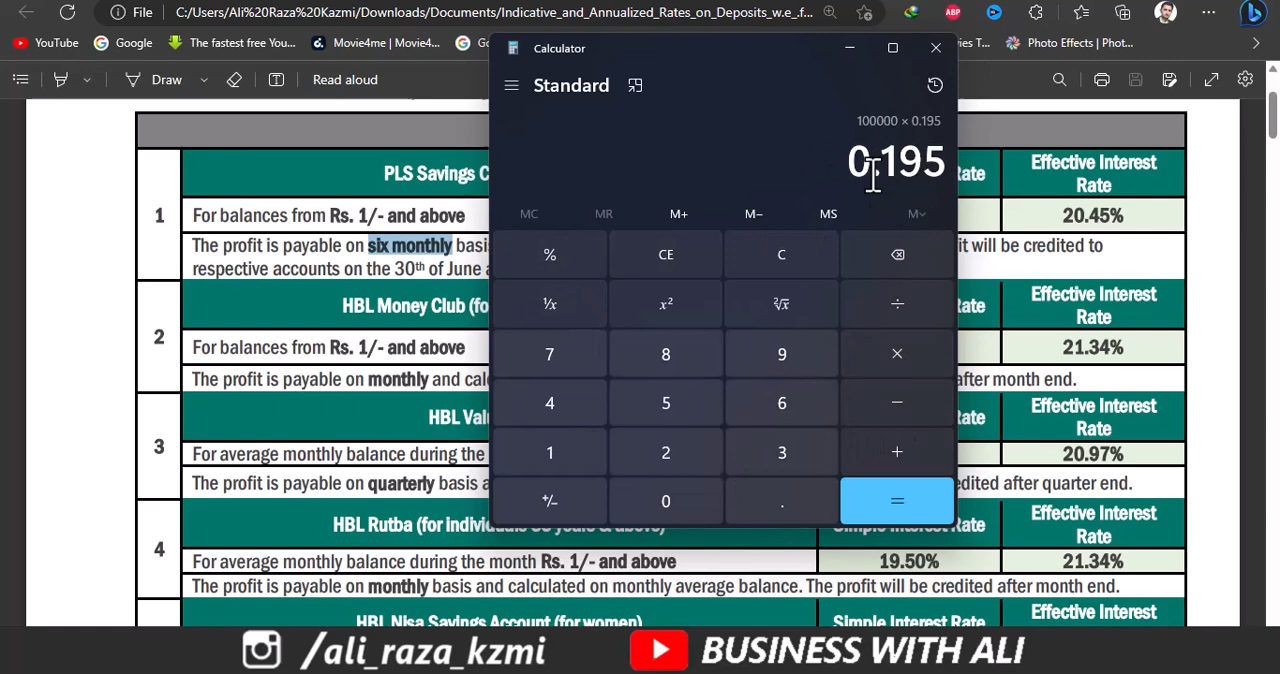 File
C:/Users/Ali%20Raza%20Kazmi/Downloads/Documents/Indicative_and_Annualized_Rates_on_Deposits_w.e_.f...
ABP
YouTube
Google
The fastest free You...
Movie4me | Movie4...
Go
ies T...
Photo Effects | Phot...
Draw
Read aloud
Calculator
Standard
100000 × 0.195
0.195
MC MR M+ M− MS M
% CE C
¹/x x² ²√x ÷
7 8 9 ×
4 5 6 −
1 2 3 +
+/− 0 . =
1
PLS Savings
Rate
Effective Interest
Rate
For balances from Rs. 1/- and above
20.45%
The profit is payable on six monthly basis
it will be credited to
respective accounts on the 30th of June
2
HBL Money Club (fo
Rate
Effective Interest
Rate
For balances from Rs. 1/- and above
21.34%
The profit is payable on monthly and
after month end.
3
HBL
Rate
Effective Interest
Rate
For average monthly balance during the
20.97%
The profit is payable on quarterly basis
edited after quarter end.
4
HBL Rutba (for individuals
Simple Interest Rate
Effective Interest
Rate
For average monthly balance during the month Rs. 1/- and above
19.50%
21.34%
The profit is payable on monthly basis and calculated on monthly average balance. The profit will be credited after month end.
HBL Nisa Savings Account (for women)
Simple Interest Rate
Effective Interest
/ali_raza_kzmi
BUSINESS WITH ALI